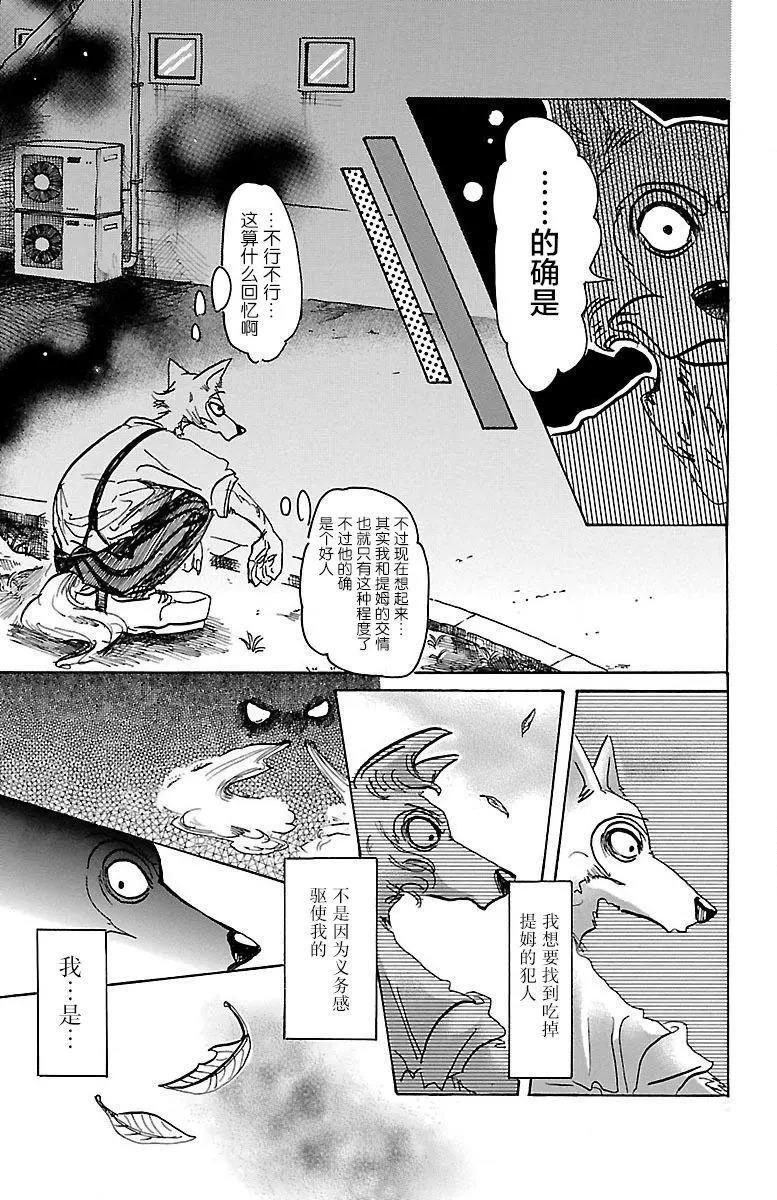 ……的确是
…不行不行…
这算什么回忆啊
不过现在想起来…
其实我和提姆的交情
也就只有这种程度了
不过他的确
是个好人
我想要找到吃掉
提姆的犯人
不是因为义务感
驱使我的
我…是…